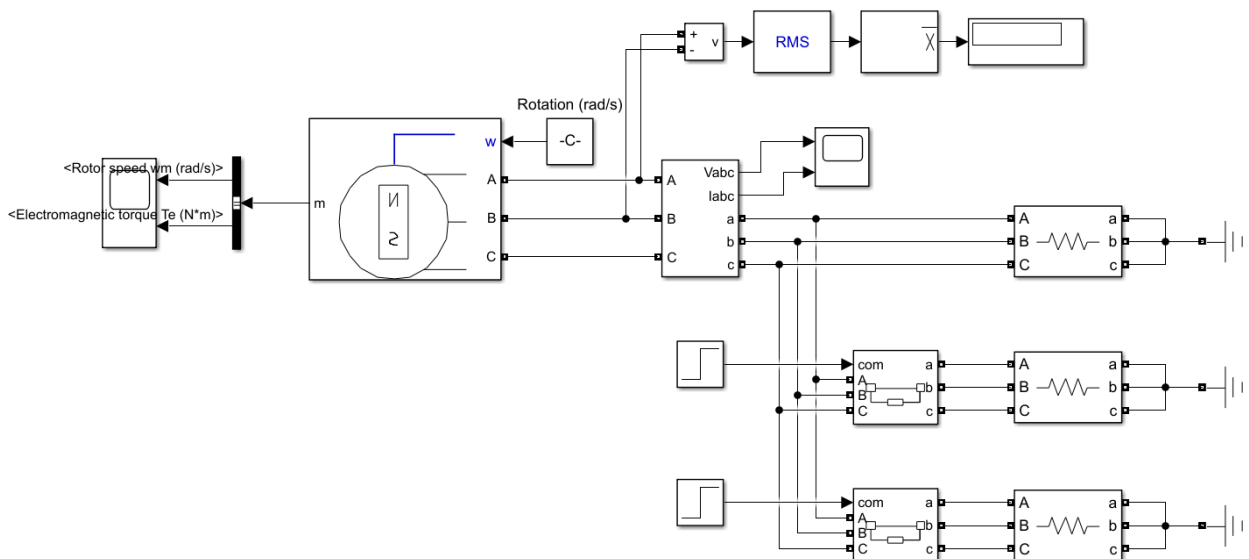 +
-
v
RMS
X
Rotation (rad/s)
-C-
w
<Rotor speed wm (rad/s)>
<Electromagnetic torque Te (N*m)>
m
N
S
A
B
C
A
B
C
Vabc
Iabc
a
b
c
A
B
C
a
b
c
com
A
B
C
a
b
c
A
B
C
a
b
c
com
A
B
C
a
b
c
A
B
C
a
b
c